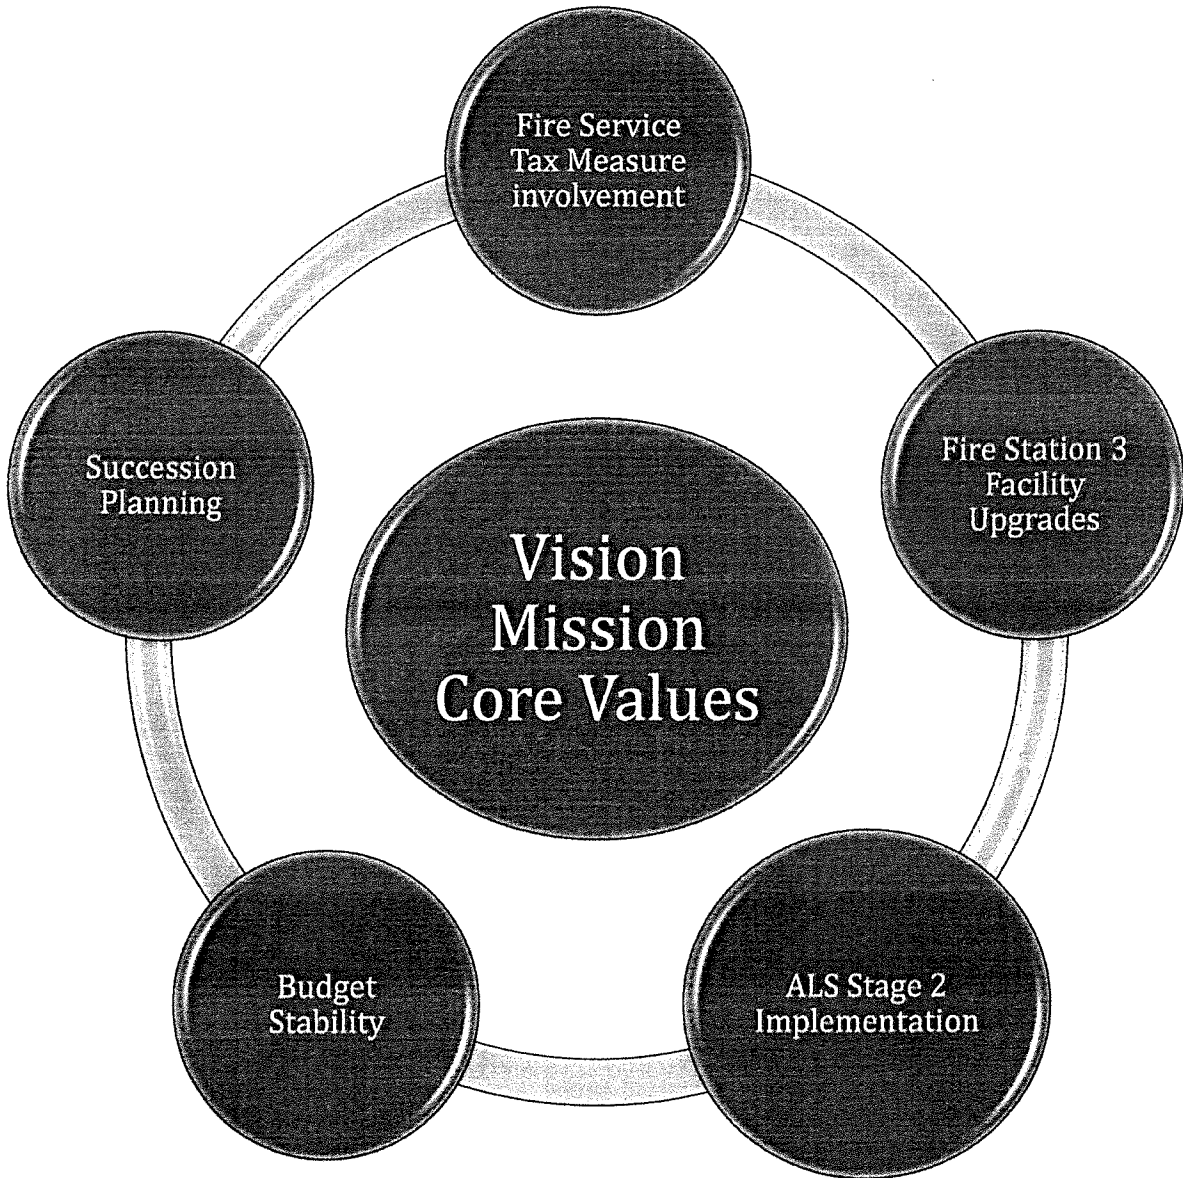 Fire Service
Tax Measure
involvement
Fire Station 3
Facility
Upgrades
ALS Stage 2
Implementation
Budget
Stability
Succession
Planning
Vision
Mission
Core Values